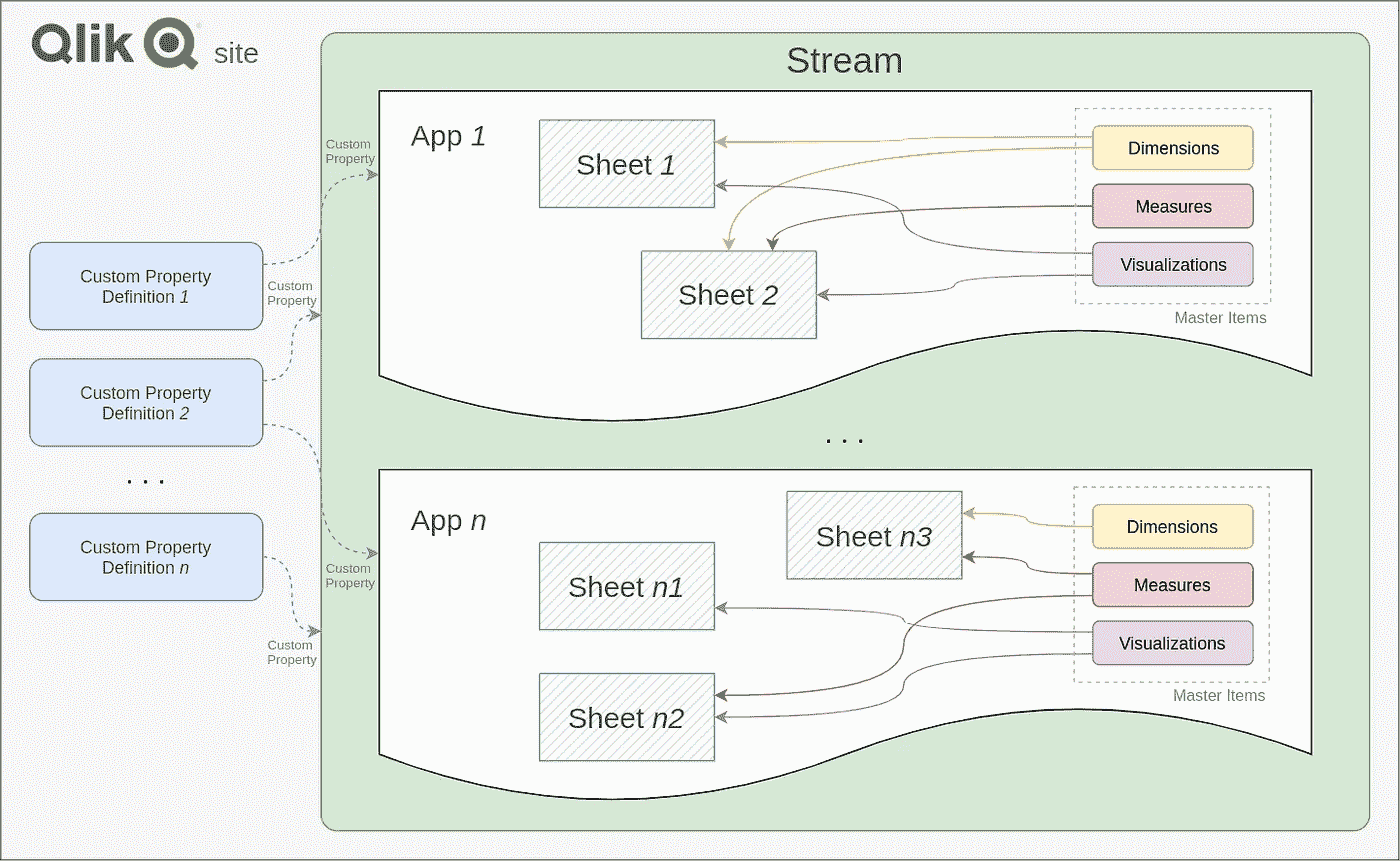 Qlik site
Stream
App 1
Sheet 1
Dimensions
Measures
Visualizations
Sheet 2
Master Items
Custom
Property
Custom Property
Definition 1
Custom
Property
Custom Property
Definition 2
. . .
. . .
Custom Property
Definition n
Custom
Property
Custom
Property
App n
Sheet n3
Sheet n1
Sheet n2
Dimensions
Measures
Visualizations
Master Items